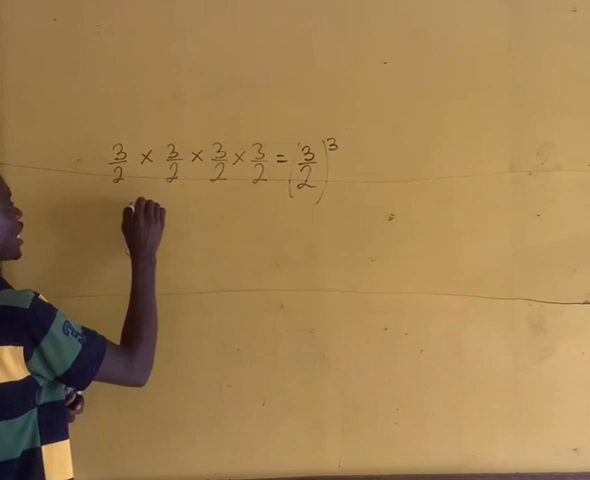 3/2 × 3/2 × 3/2 × 3/2 = (3/2)³